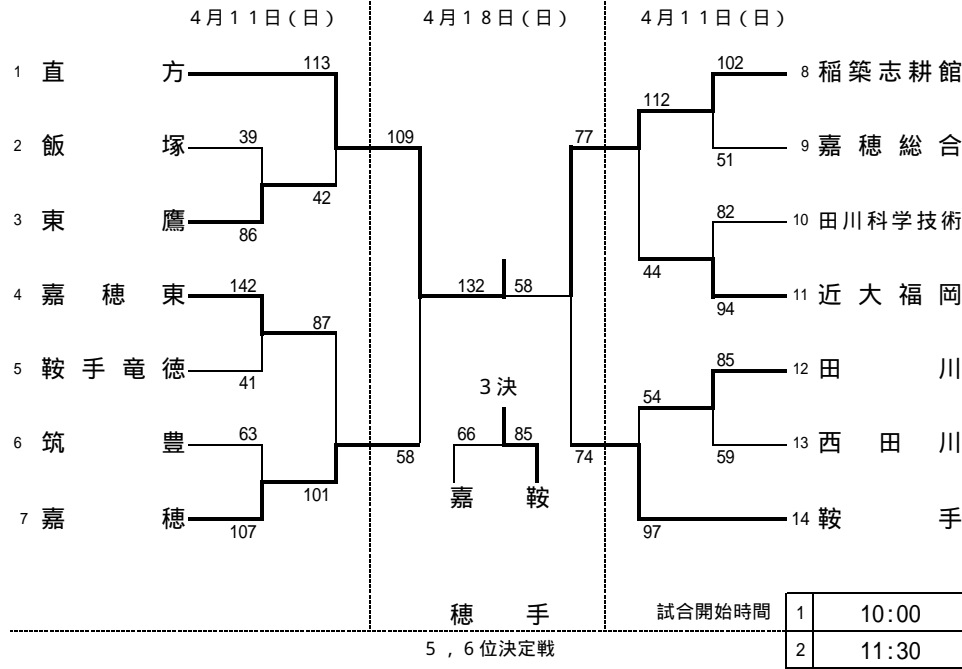 ４月１１日（日） ４月１８日（日） ４月１１日（日）
113 102
1 直 方 8 稲築志耕館
112
2 飯 塚 39 109 77 9 嘉穂総合
51
42
3 東 鷹 82 10 田川科学技術
86
44
4 嘉穂東 142 132 58 11 近大福岡
94
87
5 鞍手竜徳 85 12 田 川
41 ３決
54
6 筑 豊 63 66 85 13 西田川
58 74 59
101 嘉 鞍
7 嘉 穂 14 鞍 手
107 97
穂 手 試合開始時間 1 10:00
５，６位決定戦 2 11:30